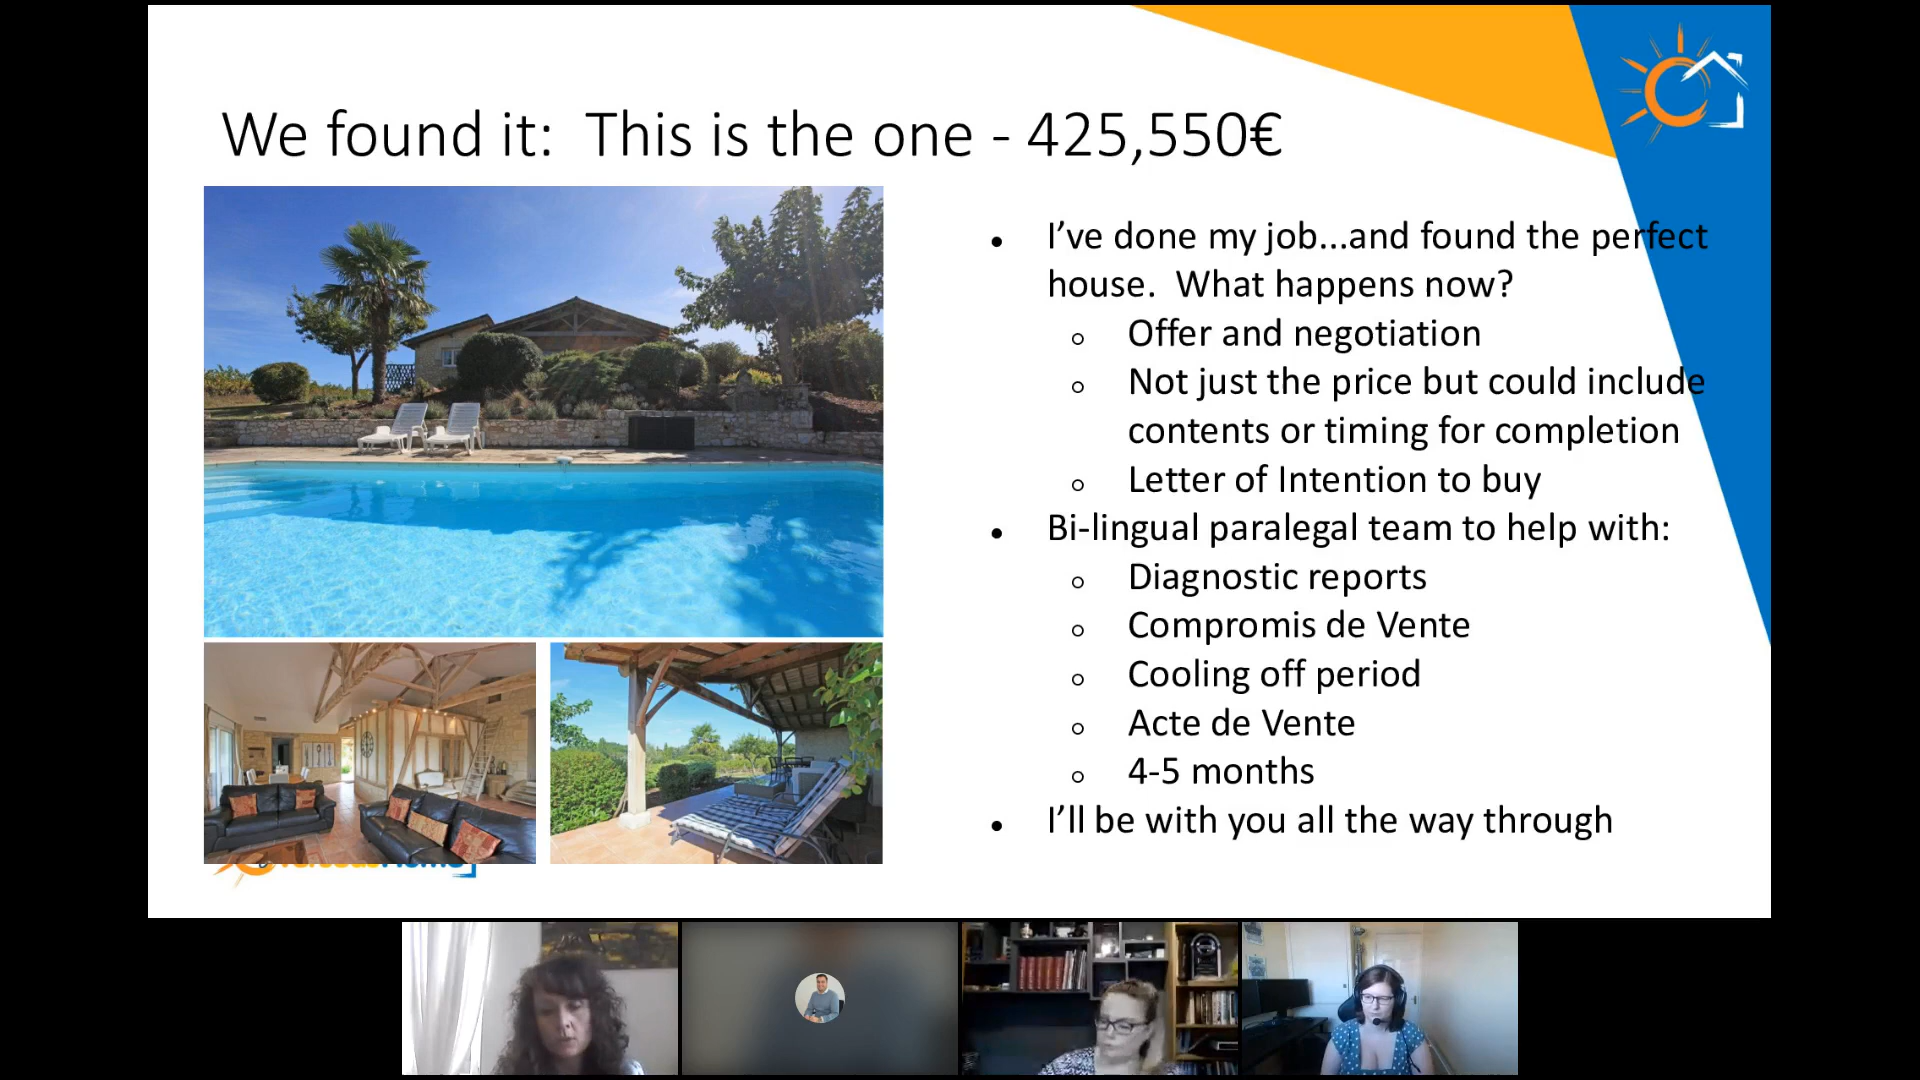 We found it:  This is the one - 425,550€
I’ve done my job...and found the perfect
house.  What happens now?
Offer and negotiation
Not just the price but could include
contents or timing for completion
Letter of Intention to buy
Bi-lingual paralegal team to help with:
Diagnostic reports
Compromis de Vente
Cooling off period
Acte de Vente
4-5 months
I’ll be with you all the way through